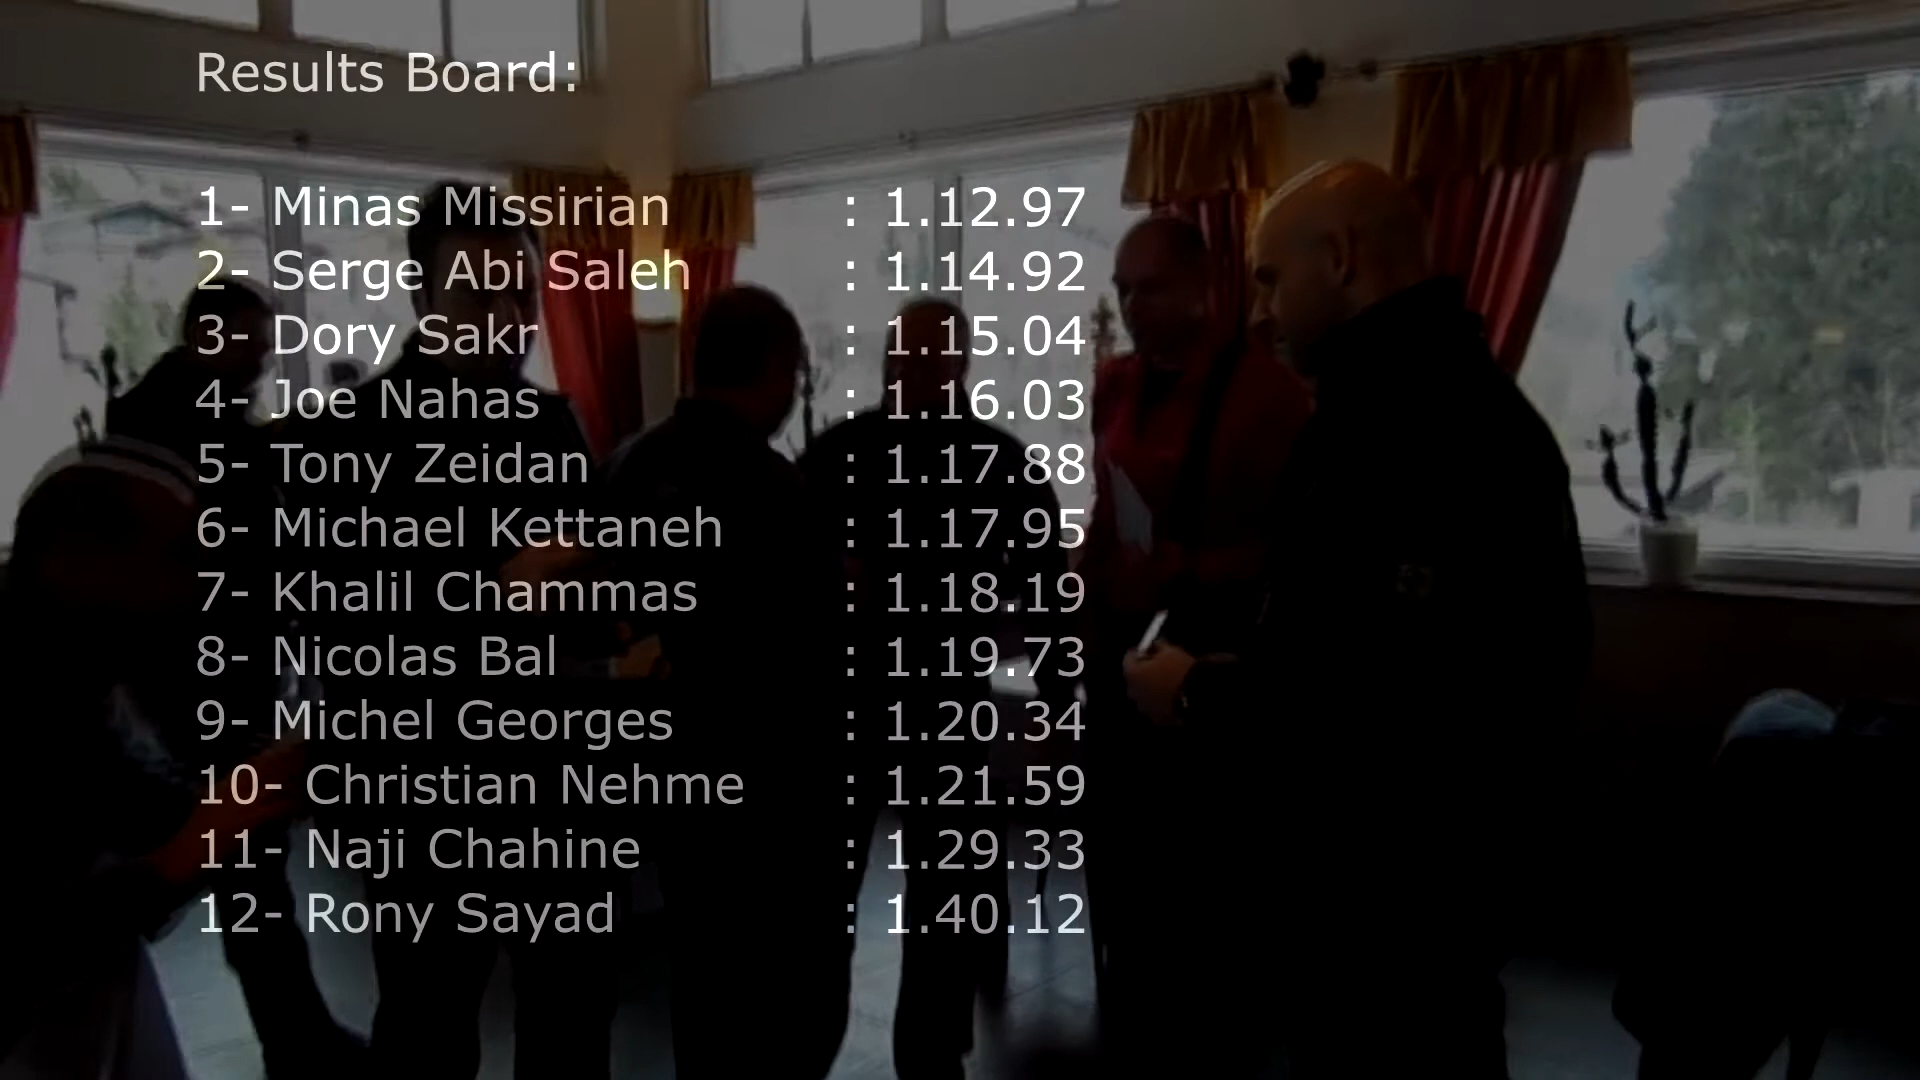 Results Board:
1- Minas Missirian : 1.12.97
2- Serge Abi Saleh : 1.14.92
3- Dory Sakr : 1.15.04
4- Joe Nahas : 1.16.03
5- Tony Zeidan : 1.17.88
6- Michael Kettaneh : 1.17.95
7- Khalil Chammas : 1.18.19
8- Nicolas Bal : 1.19.73
9- Michel Georges : 1.20.34
10- Christian Nehme : 1.21.59
11- Naji Chahine : 1.29.33
12- Rony Sayad : 1.40.12